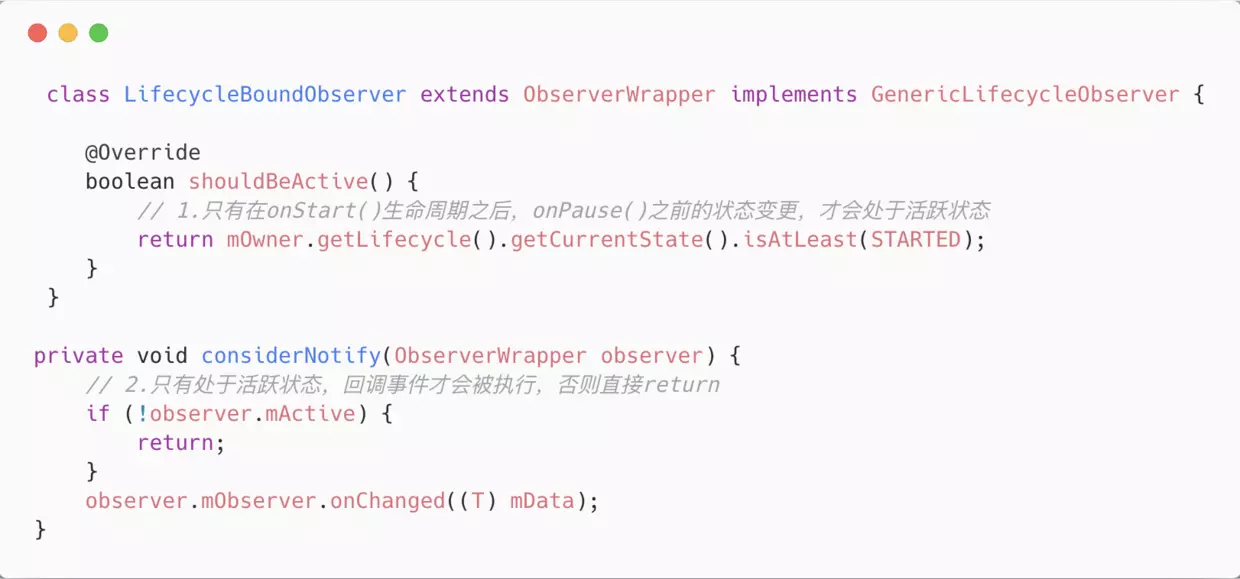 class LifecycleBoundObserver extends ObserverWrapper implements GenericLifecycleObserver {
@Override
boolean shouldBeActive() {
// 1.只有在onStart()生命周期之后，onPause()之前的状态变更，才会处于活跃状态
return mOwner.getLifecycle().getCurrentState().isAtLeast(STARTED);
}
}
private void considerNotify(ObserverWrapper observer) {
// 2.只有处于活跃状态，回调事件才会被执行，否则直接return
if (!observer.mActive) {
return;
}
observer.mObserver.onChanged((T) mData);
}